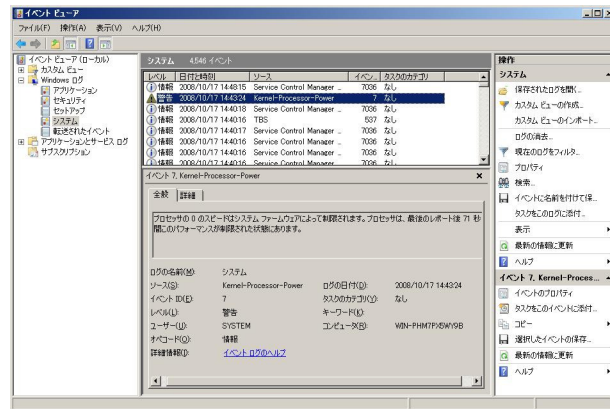 イベント ビューア
ファイル(F) 操作(A) 表示(V) ヘルプ(H)
イベント ビューア (ローカル)
カスタム ビュー
Windows ログ
アプリケーション
セキュリティ
セットアップ
システム
転送されたイベント
アプリケーションとサービス ログ
サブスクリプション
システム 4,546 イベント
レベル 日付と時刻 ソース イベン... タスクのカテゴリ
情報 2008/10/17 14:48:15 Service Control Manager ... 7036 なし
警告 2008/10/17 14:43:24 Kernel-Processor-Power 7 なし
情報 2008/10/17 14:40:18 Service Control Manager ... 7036 なし
情報 2008/10/17 14:40:16 TBS 537 なし
情報 2008/10/17 14:40:17 Service Control Manager ... 7036 なし
情報 2008/10/17 14:40:16 Service Control Manager ... 7036 なし
情報 2008/10/17 14:40:16 Service Control Manager ... 7036 なし
イベント 7, Kernel-Processor-Power
全般 詳細
プロセッサの 0 のスピードはシステム ファームウェアによって制限されます。プロセッサは、最後のレポート後 71 秒
間このパフォーマンスが制限された状態にあります。
ログの名前(M): システム
ソース(S): Kernel-Processor-Power ログの日付(D): 2008/10/17 14:43:24
イベント ID(E): 7 タスクのカテゴリ(Y): なし
レベル(L): 警告 キーワード(K):
ユーザー(U): SYSTEM コンピュータ(R):
オペコード(O): 情報
詳細情報(I): イベント ログのヘルプ
操作
システム
保存されたログを開く...
カスタム ビューの作成...
カスタム ビューのインポート...
ログの消去...
現在のログをフィルタ...
プロパティ
検索...
イベントに名前を付けて保...
タスクをこのログに添付...
表示
最新の情報に更新
ヘルプ
イベント 7, Kernel-Proces...
イベントのプロパティ
タスクをこのイベントに添付...
コピー
選択したイベントの保存...
最新の情報に更新
ヘルプ